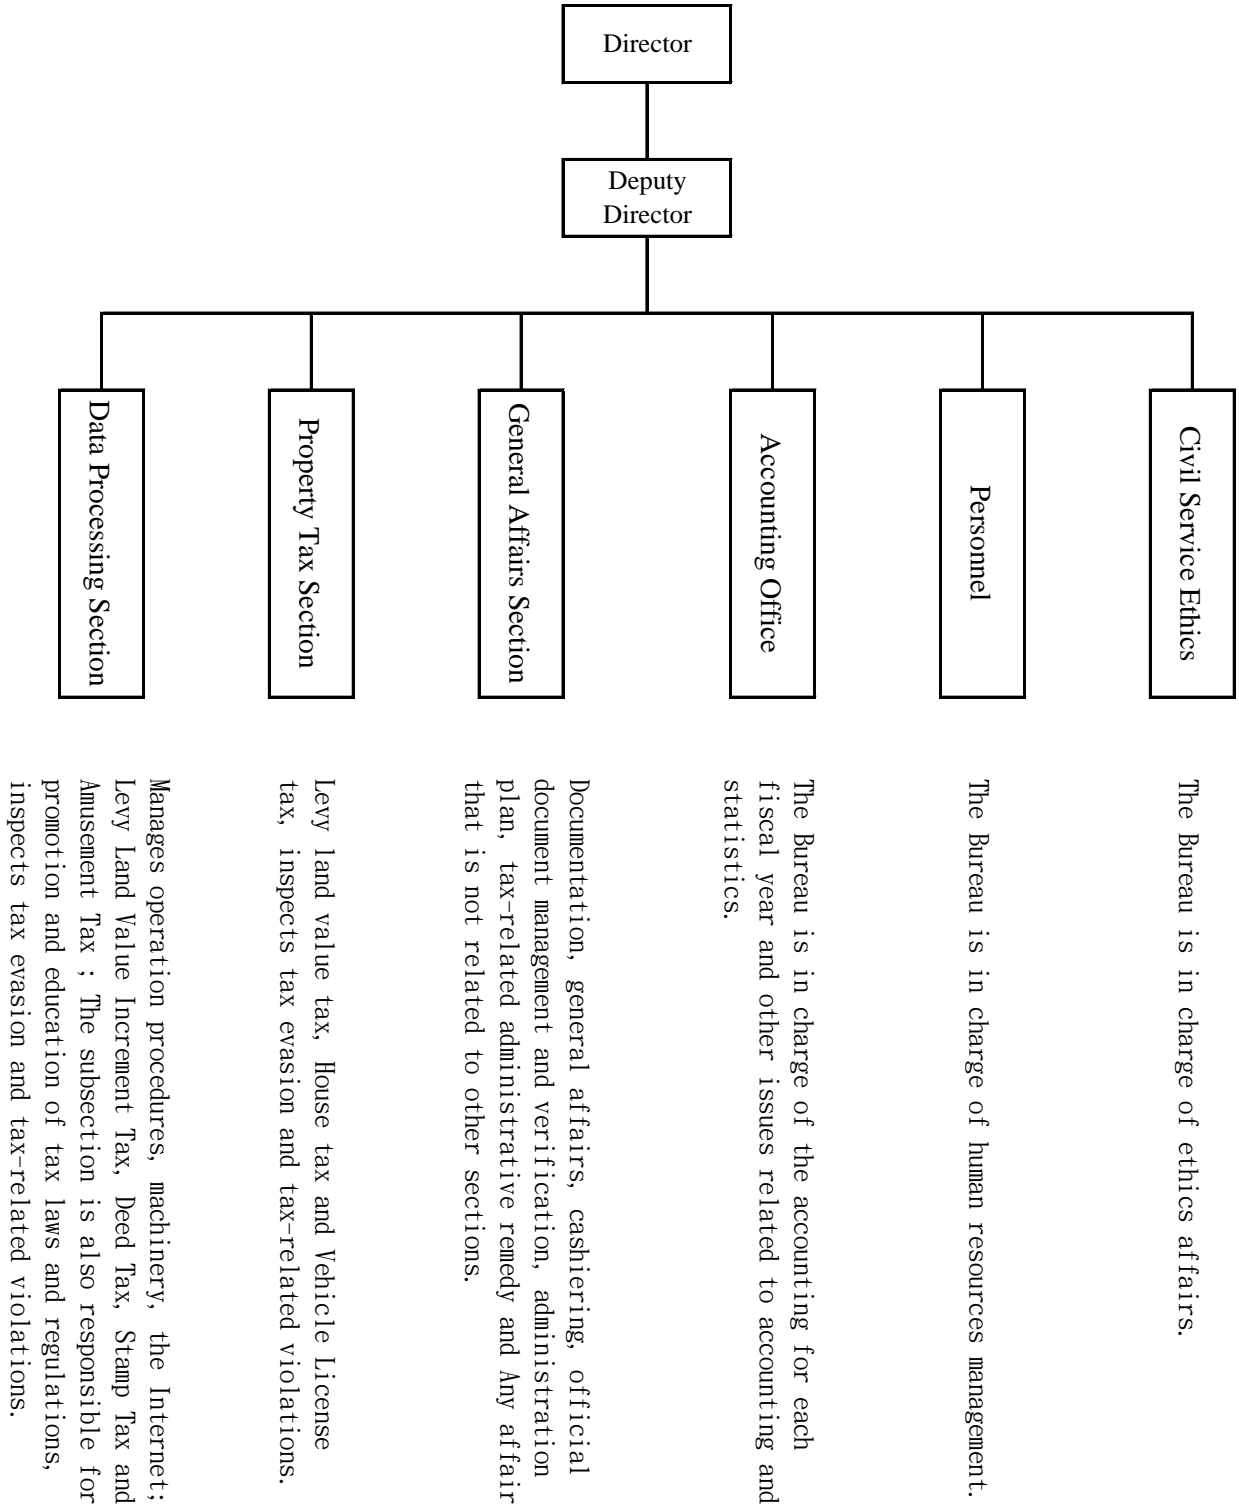 Director
Deputy
Director
Data Processing Section
Property Tax Section
General Affairs Section
Accounting Office
Personnel
Civil Service Ethics
Manages operation procedures, machinery, the Internet;
Levy Land Value Increment Tax, Deed Tax, Stamp Tax and
Amusement Tax ; The subsection is also responsible for
promotion and education of tax laws and regulations,
inspects tax evasion and tax-related violations.
Levy land value tax, House tax and Vehicle License
tax, inspects tax evasion and tax-related violations.
Documentation, general affairs, cashiering, official
document management and verification, administration
plan, tax-related administrative remedy and Any affair
that is not related to other sections.
The Bureau is in charge of the accounting for each
fiscal year and other issues related to accounting and
statistics.
The Bureau is in charge of human resources management.
The Bureau is in charge of ethics affairs.